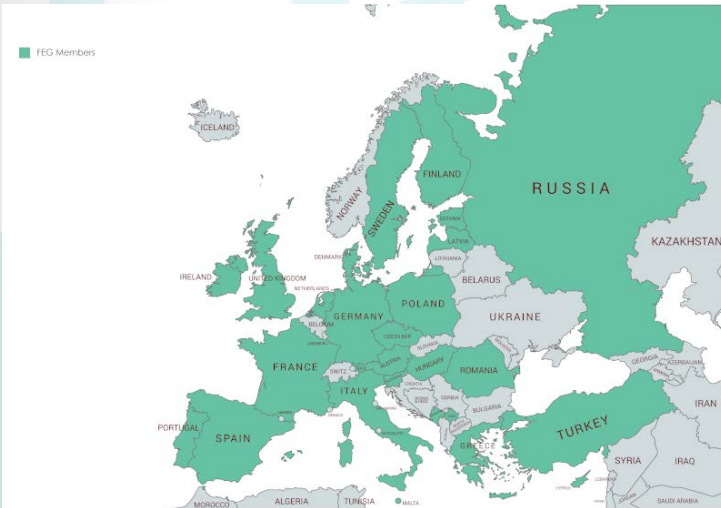 FEG Members
ICELAND
NORWAY
SWEDEN
FINLAND
RUSSIA
ESTONIA
LATVIA
LITHUANIA
DENMARK
KAZAKHSTAN
IRELAND
UNITED KINGDOM
NETHERLANDS
BELGIUM
GERMANY
POLAND
BELARUS
UKRAINE
CZECH REP.
SLOVAKIA
FRANCE
SWITZ.
AUSTRIA
HUNGARY
ROMANIA
ITALY
CROATIA
SERBIA
BULGARIA
GEORGIA
AZERBAIJAN
PORTUGAL
SPAIN
GREECE
TURKEY
IRAN
SYRIA
IRAQ
CYPRUS
MALTA
MOROCCO
ALGERIA
TUNISIA
JORDAN
SAUDI ARABIA